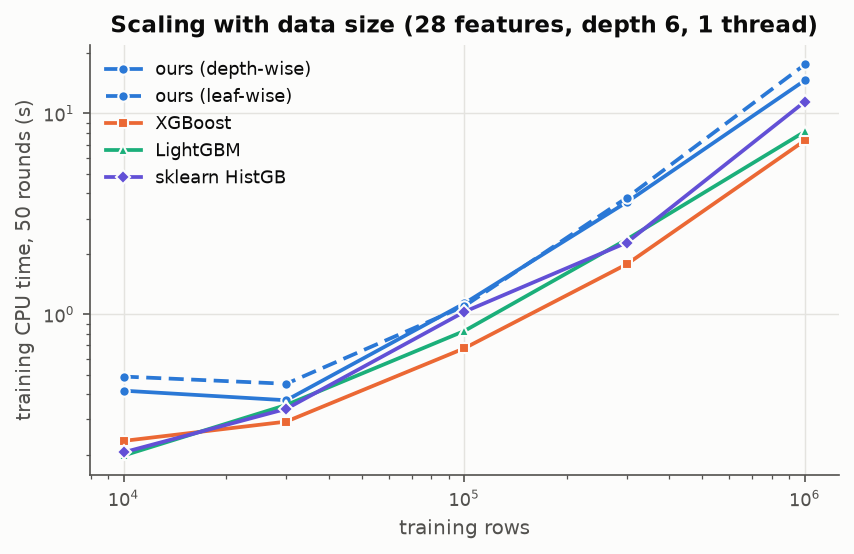 Scaling with data size (28 features, depth 6, 1 thread)
training CPU time, 50 rounds (s)
ours (depth-wise)
ours (leaf-wise)
XGBoost
LightGBM
sklearn HistGB
10¹
10⁰
10⁴ 10⁵ 10⁶
training rows